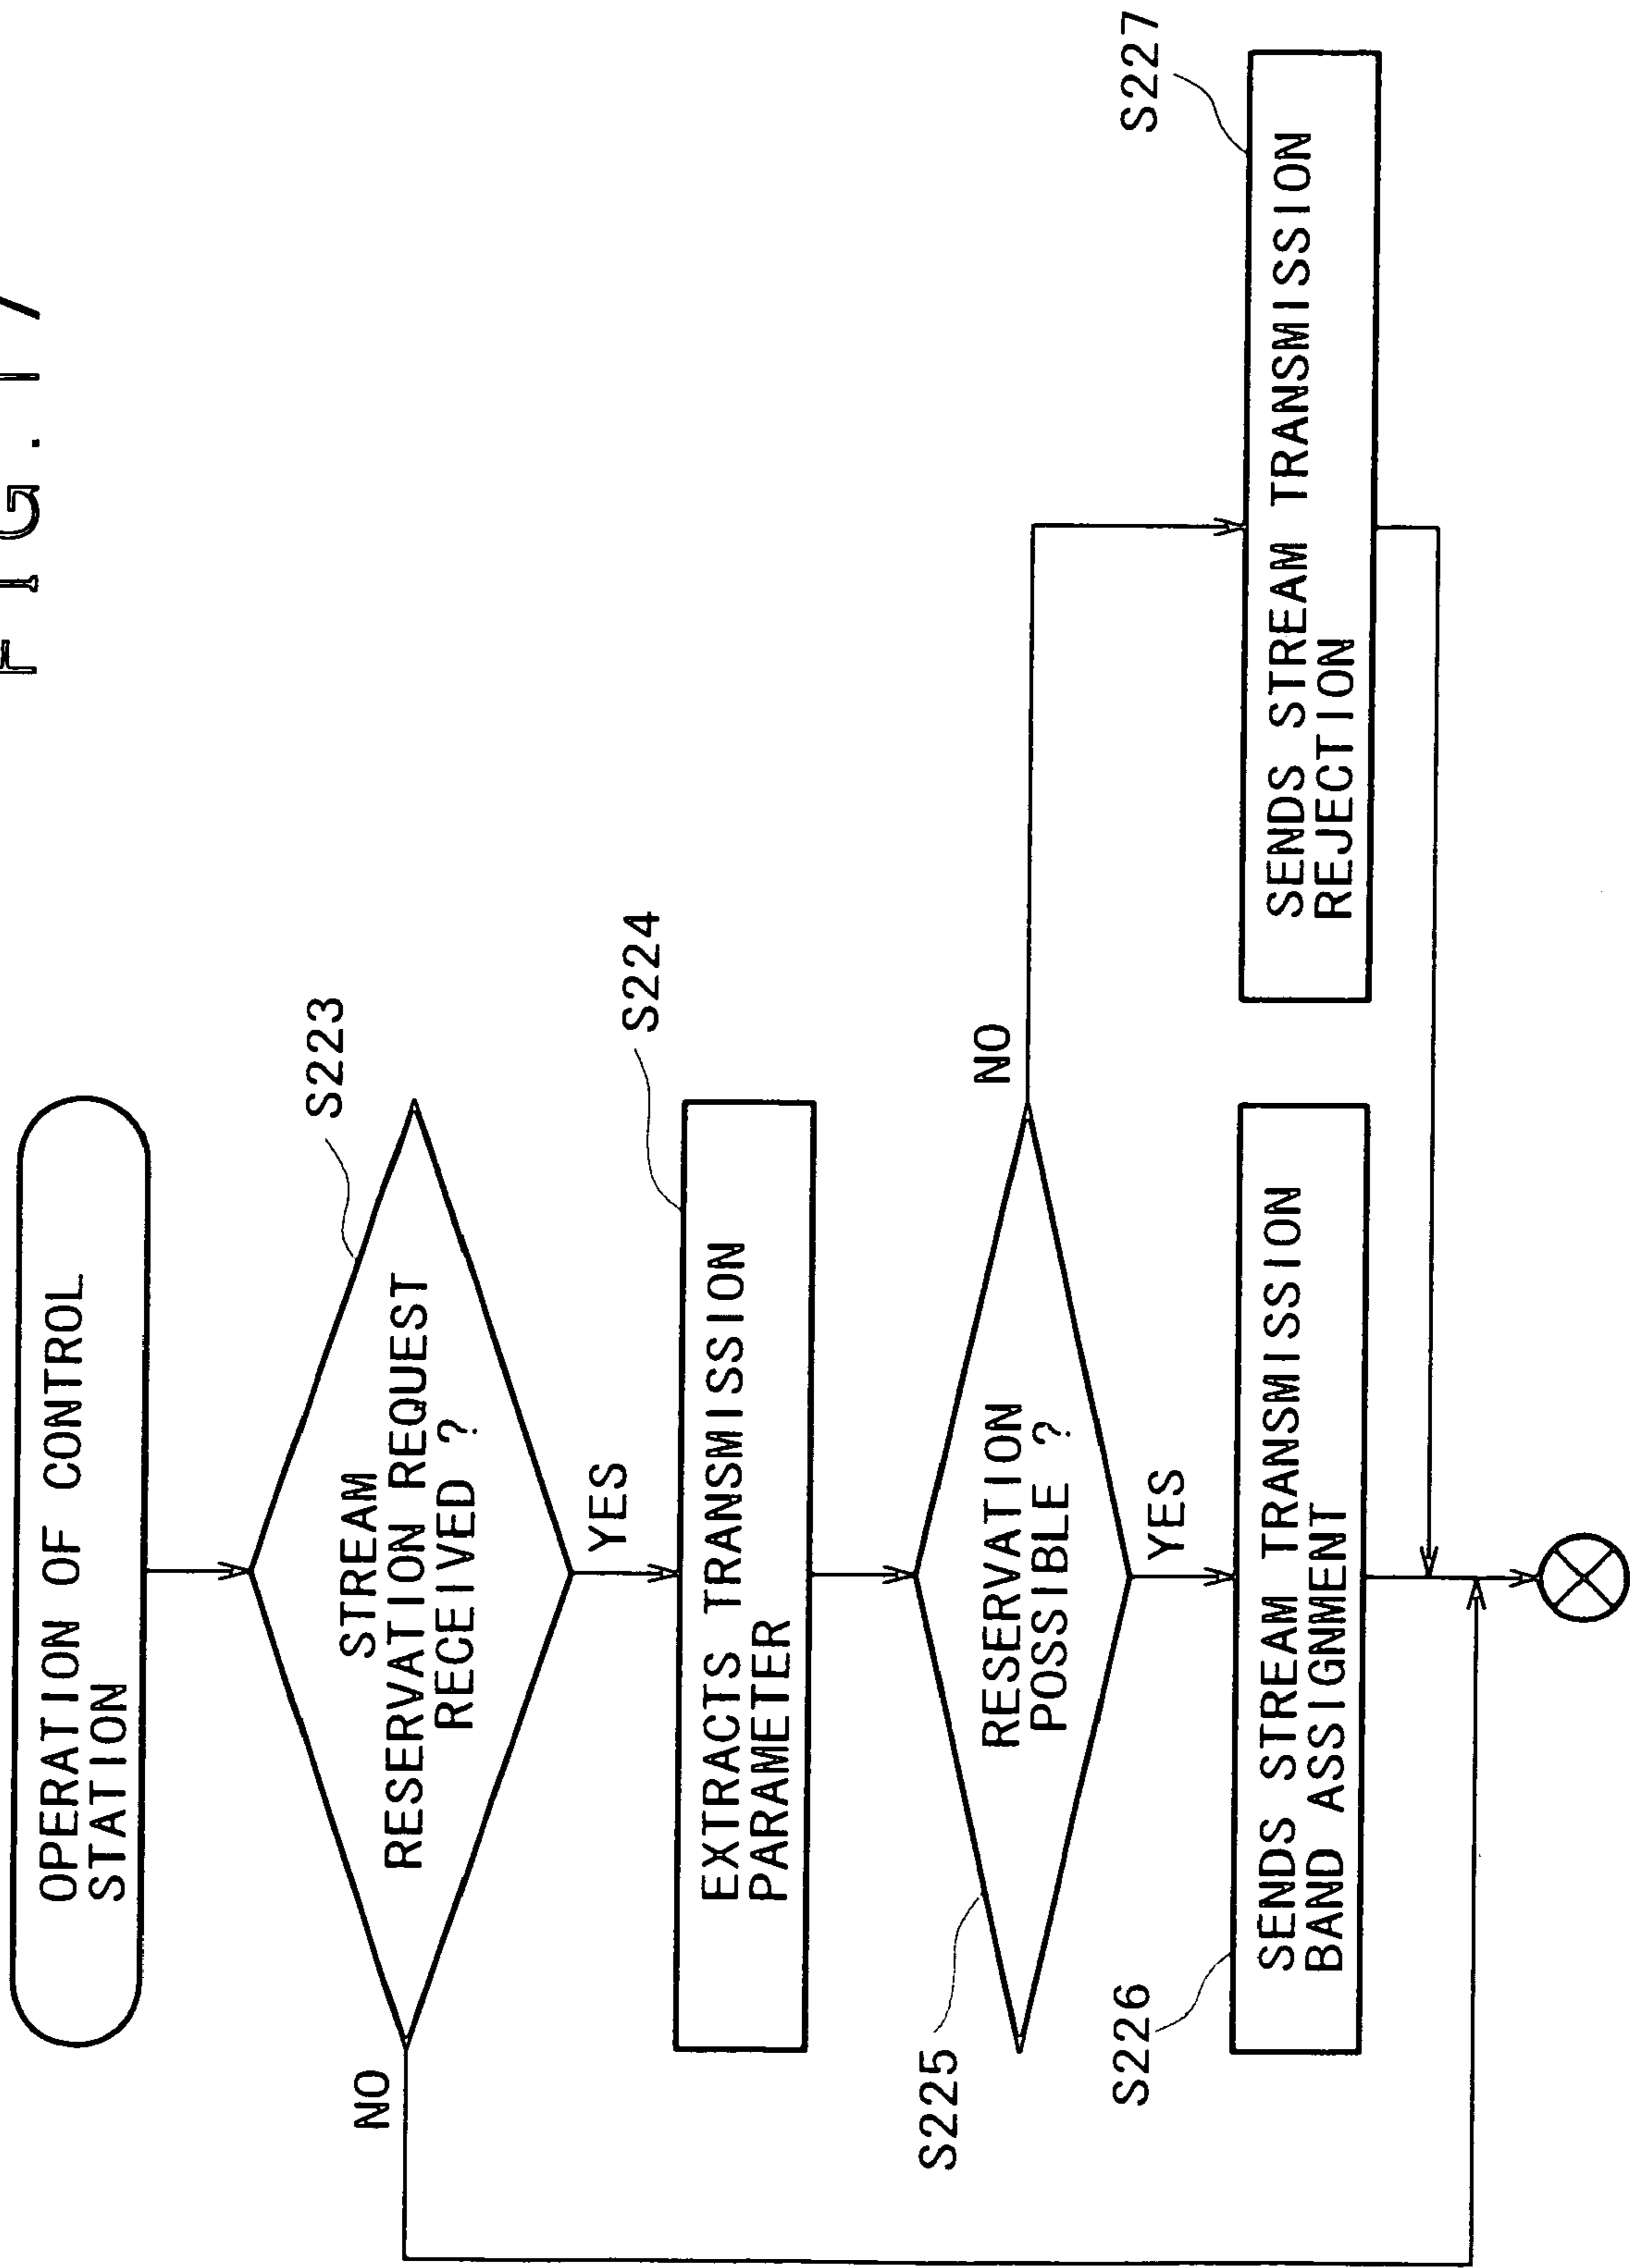 FIG. 17
OPERATION OF CONTROL
STATION
S223
STREAM
RESERVATION REQUEST
RECEIVED ?
NO
YES
S224
EXTRACTS TRANSMISSION
PARAMETER
S225
RESERVATION
POSSIBLE ?
NO
YES
S226
SENDS STREAM TRANSMISSION
BAND ASSIGNMENT
S227
SENDS STREAM TRANSMISSION
REJECTION